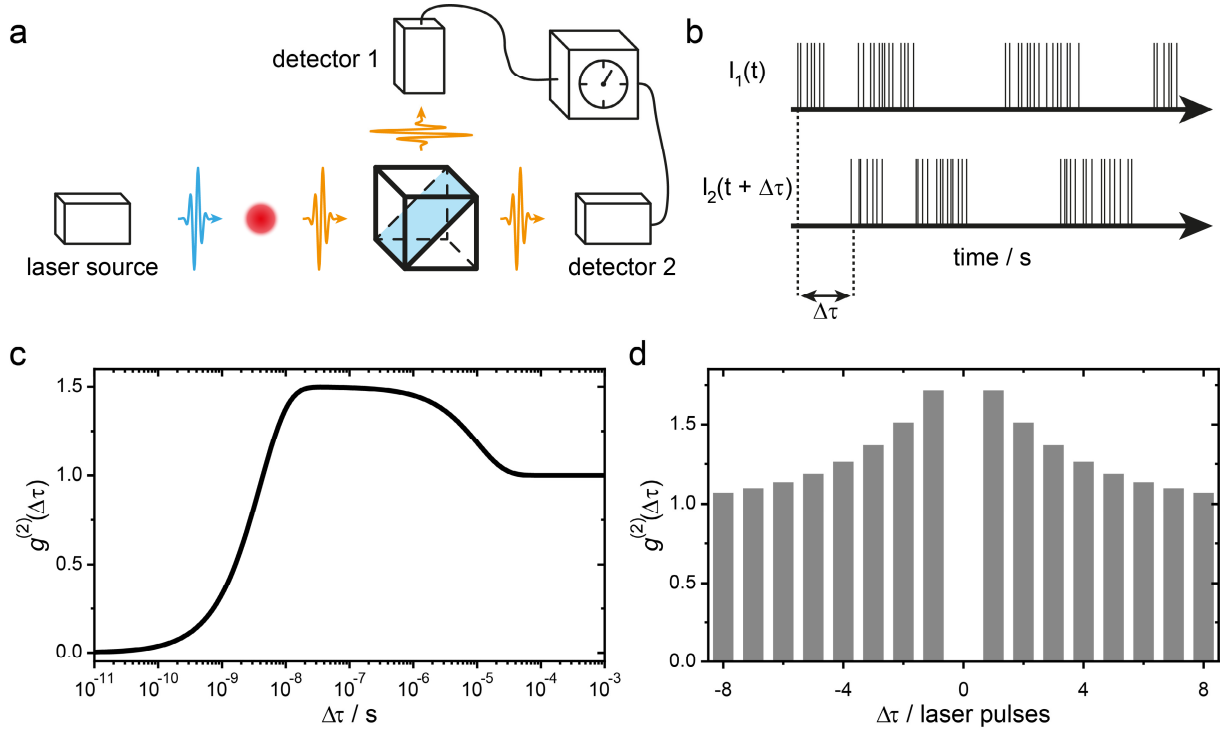 a
detector 1
laser source
detector 2
b
I₁(t)
I₂(t + Δτ)
time / s
Δτ
c
g⁽²⁾(Δτ)
1.5
1.0
0.5
0.0
10⁻¹¹ 10⁻¹⁰ 10⁻⁹ 10⁻⁸ 10⁻⁷ 10⁻⁶ 10⁻⁵ 10⁻⁴ 10⁻³
Δτ / s
d
g⁽²⁾(Δτ)
1.5
1.0
0.5
0.0
-8 -4 0 4 8
Δτ / laser pulses